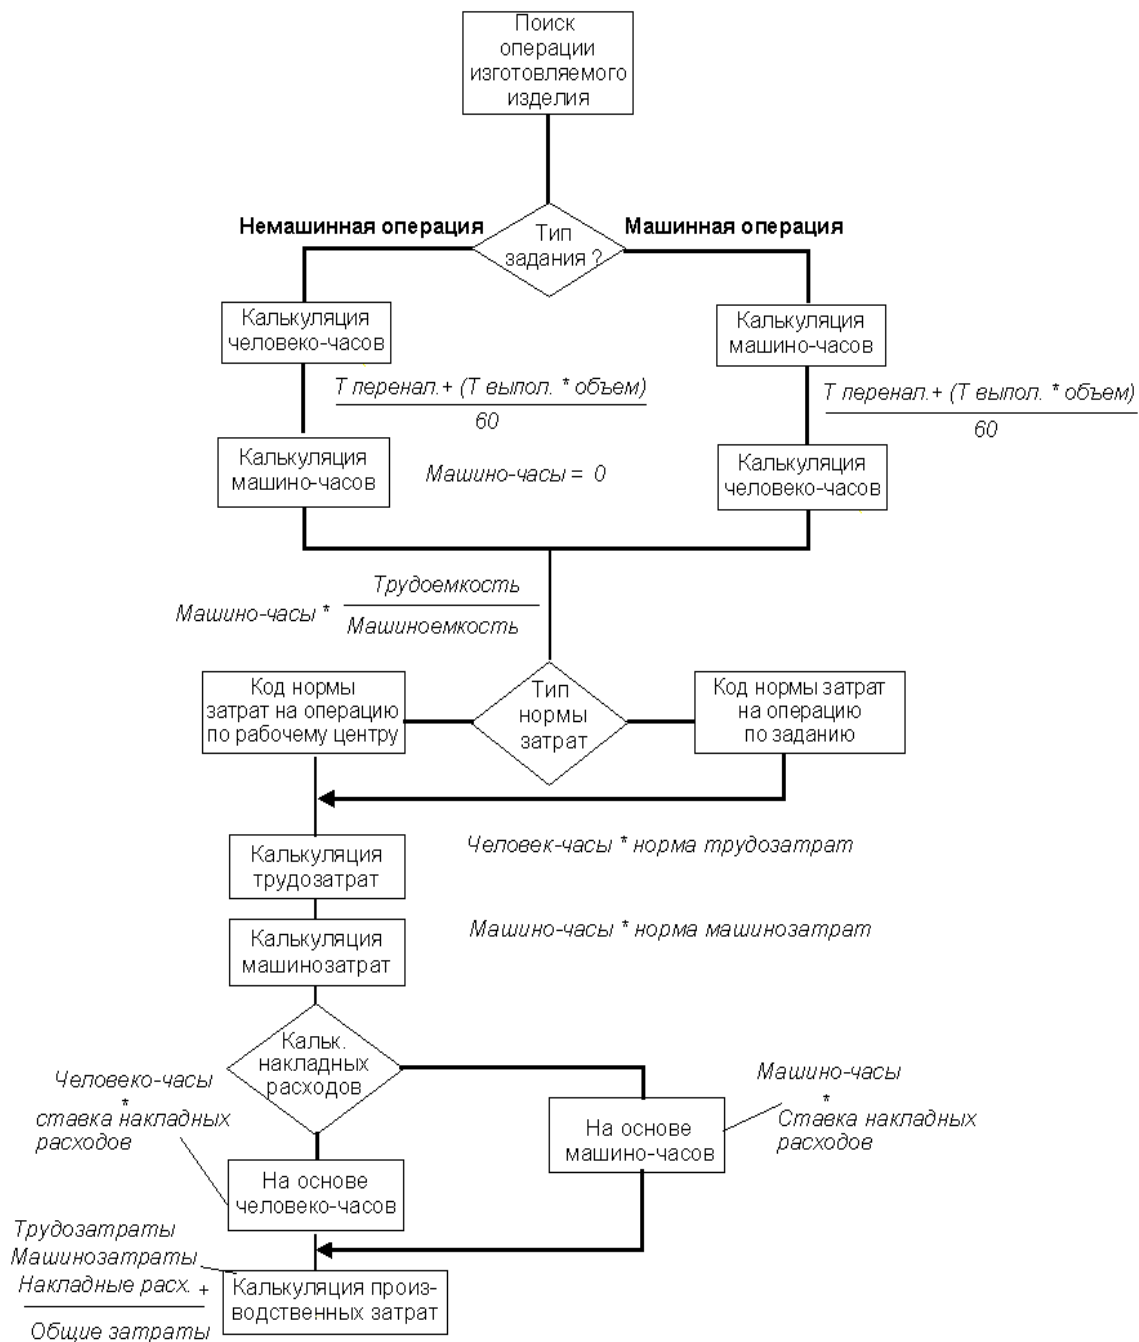 Поиск
операции
изготовляемого
изделия
Немашинная операция
Машинная операция
Тип
задания ?
Калькуляция
человеко-часов
Калькуляция
машино-часов
Т перенал.+ (Т выпол. * объем)
60
Т перенал.+ (Т выпол. * объем)
60
Калькуляция
машино-часов
Машино-часы = 0
Калькуляция
человеко-часов
Машино-часы *
Трудоемкость
Машиноемкость
Код нормы
затрат на операцию
по рабочему центру
Тип
нормы
затрат
Код нормы затрат
на операцию
по заданию
Человек-часы * норма трудозатрат
Калькуляция
трудозатрат
Машино-часы * норма машинозатрат
Калькуляция
машинозатрат
Кальк.
накладных
расходов
Человеко-часы
*
ставка накладных
расходов
Машино-часы
*
Ставка накладных
расходов
На основе
машино-часов
На основе
человеко-часов
Трудозатраты
Машинозатраты
Накладные расх. +
Общие затраты
Калькуляция произ-
водственных затрат